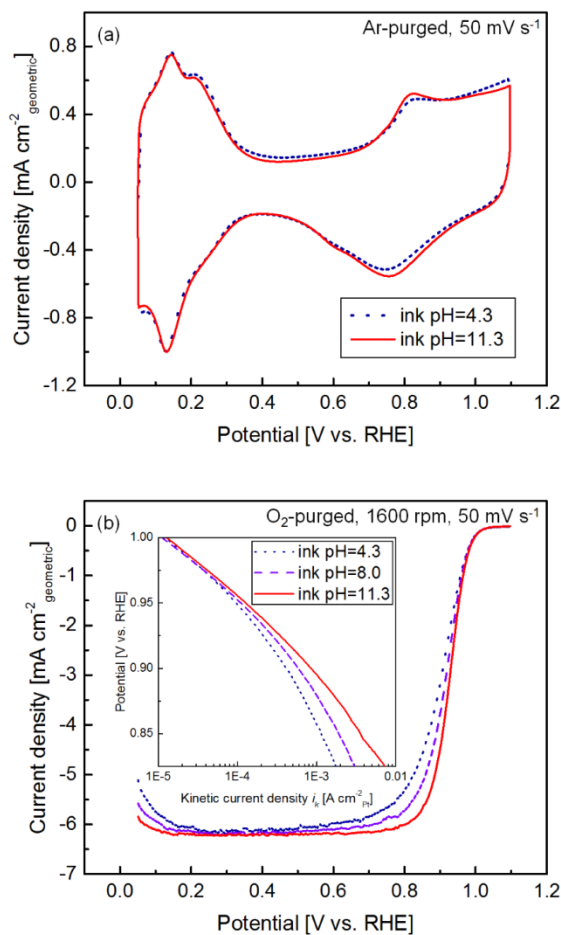 (a) Ar-purged, 50 mV s⁻¹
Current density [mA cm⁻²geometric]
0.8
0.4
0.0
-0.4
-0.8
-1.2
ink pH=4.3
ink pH=11.3
0.0 0.2 0.4 0.6 0.8 1.0 1.2
Potential [V vs. RHE]
(b) O₂-purged, 1600 rpm, 50 mV s⁻¹
Current density [mA cm⁻²geometric]
0
-1
-2
-3
-4
-5
-6
-7
Potential [V vs. RHE]
1.00
0.95
0.90
0.85
ink pH=4.3
ink pH=8.0
ink pH=11.3
1E-5 1E-4 1E-3 0.01
Kinetic current density iₖ [A cm⁻²Pt]
0.0 0.2 0.4 0.6 0.8 1.0 1.2
Potential [V vs. RHE]